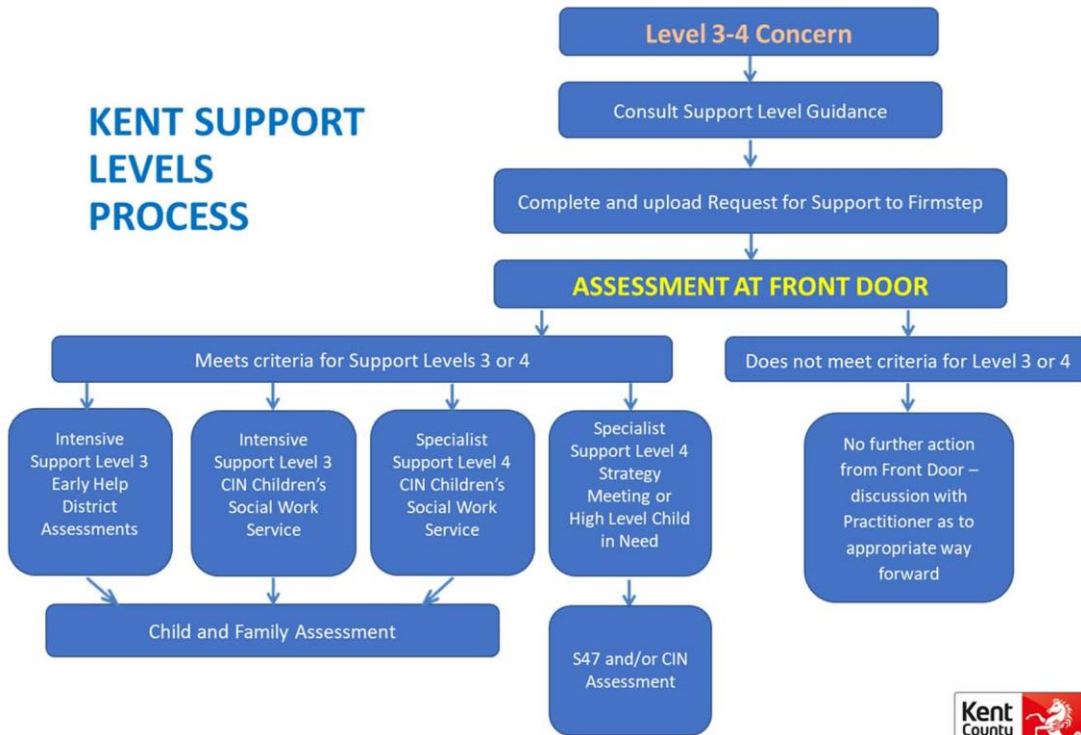 Level 3-4 Concern
KENT SUPPORT
LEVELS
PROCESS
Consult Support Level Guidance
Complete and upload Request for Support to Firmstep
ASSESSMENT AT FRONT DOOR
Meets criteria for Support Levels 3 or 4
Does not meet criteria for Level 3 or 4
Intensive
Support Level 3
Early Help
District
Assessments
Intensive
Support Level 3
CIN Children's
Social Work
Service
Specialist
Support Level 4
CIN Children's
Social Work
Service
Specialist
Support Level 4
Strategy
Meeting or
High Level Child
in Need
No further action
from Front Door –
discussion with
Practitioner as to
appropriate way
forward
Child and Family Assessment
S47 and/or CIN
Assessment
Kent
County